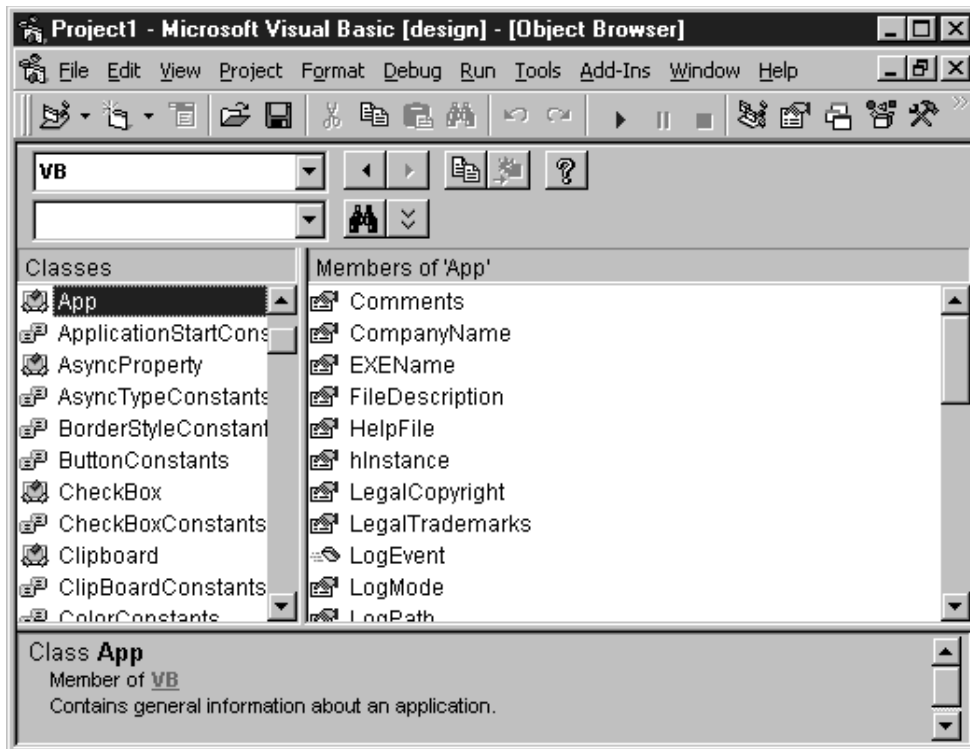 Project1 - Microsoft Visual Basic [design] - [Object Browser]
File Edit View Project Format Debug Run Tools Add-Ins Window Help
VB
Classes
Members of 'App'
App
ApplicationStartCons
AsyncProperty
AsyncTypeConstants
BorderStyleConstant
ButtonConstants
CheckBox
CheckBoxConstants
Clipboard
ClipBoardConstants
ColorConstants
Comments
CompanyName
EXEName
FileDescription
HelpFile
hInstance
LegalCopyright
LegalTrademarks
LogEvent
LogMode
LogPath
Class App
Member of VB
Contains general information about an application.